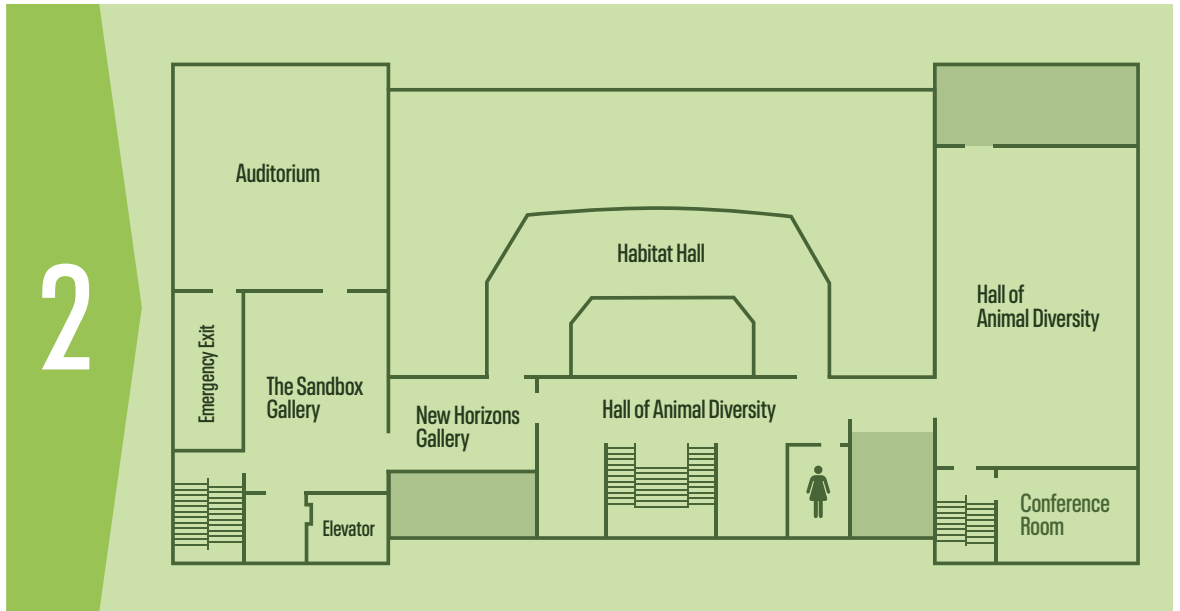 2
Auditorium
Habitat Hall
Hall of
Animal Diversity
Emergency Exit
The Sandbox
Gallery
New Horizons
Gallery
Hall of Animal Diversity
Elevator
Conference
Room